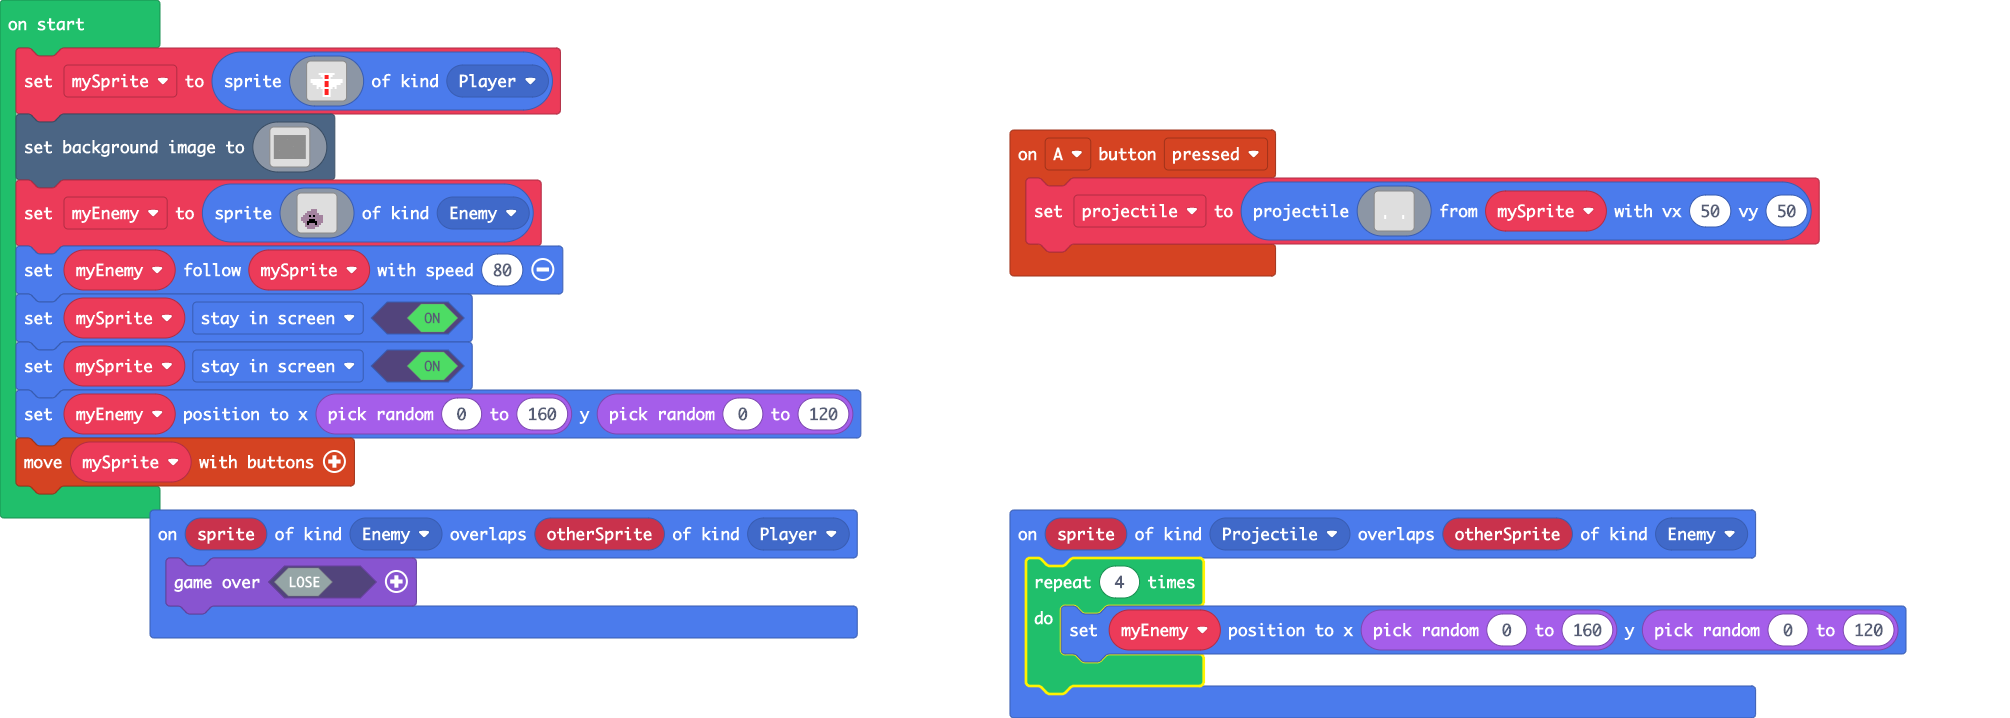 on start
set mySprite to sprite of kind Player
set background image to
set myEnemy to sprite of kind Enemy
set myEnemy follow mySprite with speed 80
set mySprite stay in screen ON
set mySprite stay in screen ON
set myEnemy position to x pick random 0 to 160 y pick random 0 to 120
move mySprite with buttons
on sprite of kind Enemy overlaps otherSprite of kind Player
game over LOSE
on A button pressed
set projectile to projectile from mySprite with vx 50 vy 50
on sprite of kind Projectile overlaps otherSprite of kind Enemy
repeat 4 times
do set myEnemy position to x pick random 0 to 160 y pick random 0 to 120